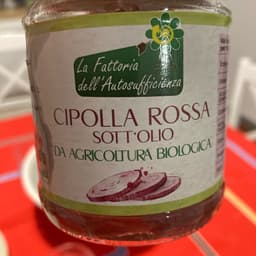 La Fattoria
dell'Autosufficienza
CIPOLLA ROSSA
SOTT'OLIO
DA AGRICOLTURA BIOLOGICA